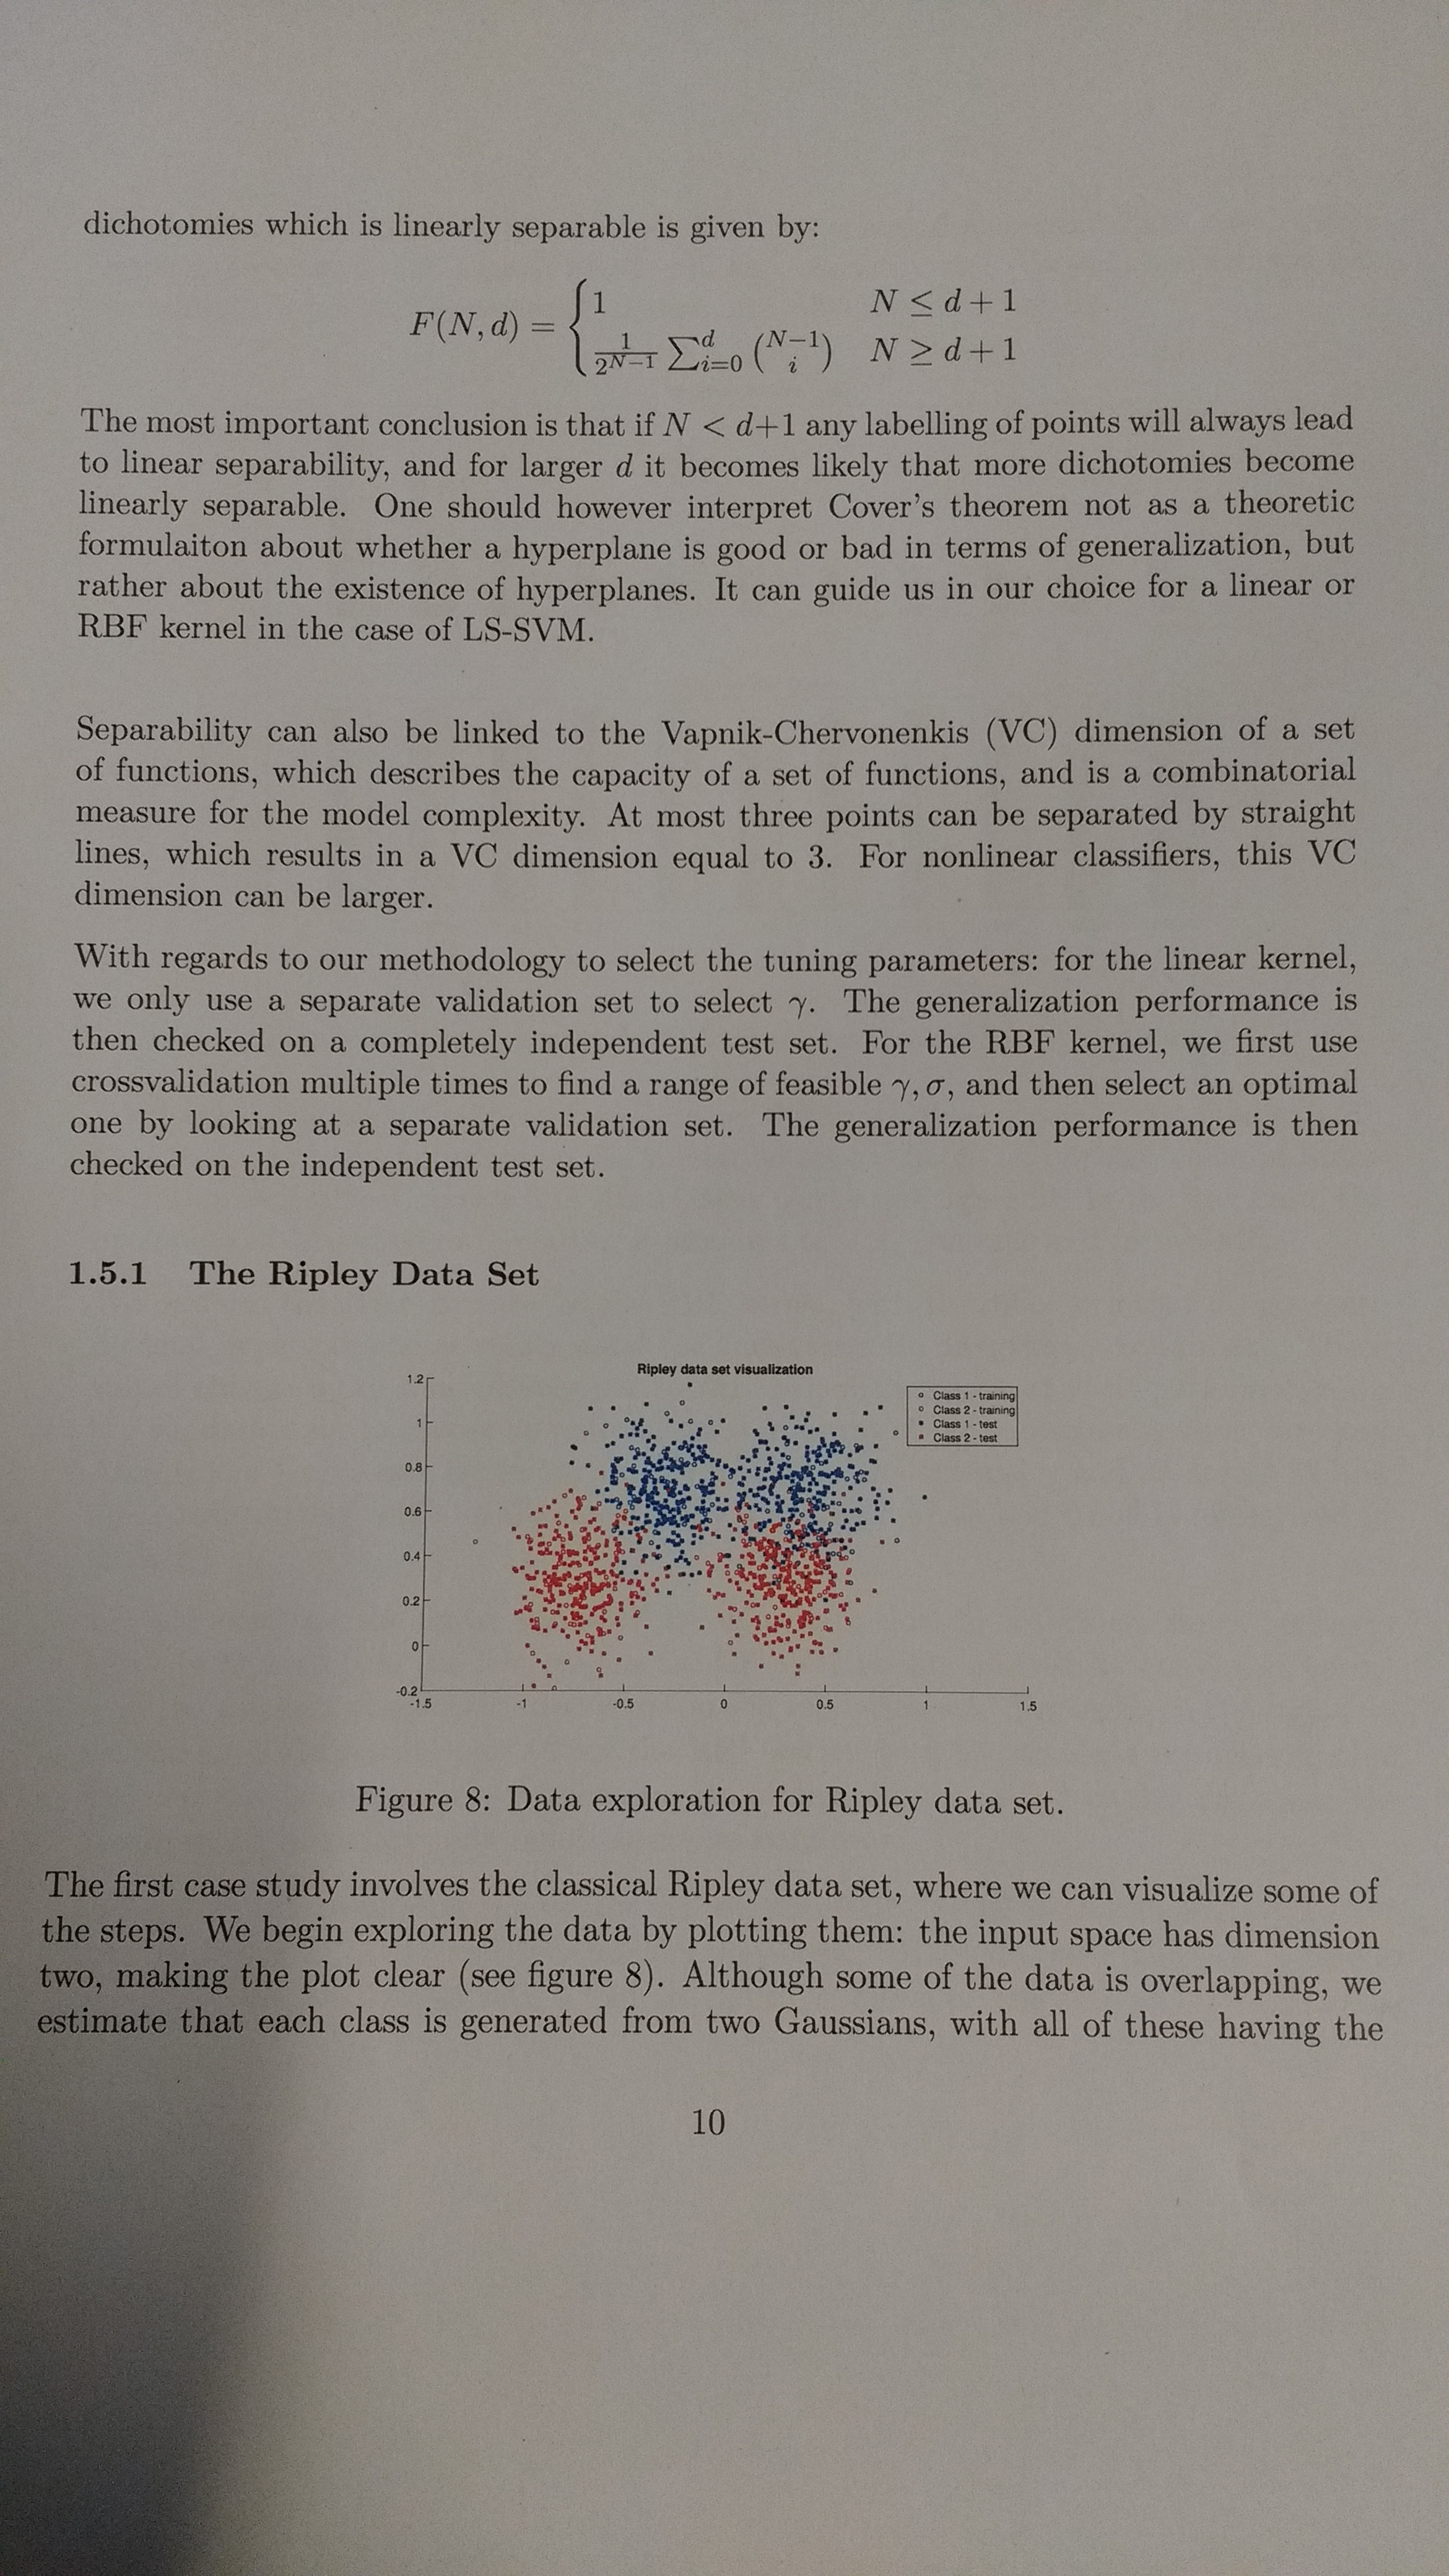 dichotomies which is linearly separable is given by:
F(N, d) = { 1 N ≤ d + 1
1/2^{N−1} ∑_{i=0}^{d} (N−1 i) N ≥ d + 1
The most important conclusion is that if N < d+1 any labelling of points will always lead
to linear separability, and for larger d it becomes likely that more dichotomies become
linearly separable. One should however interpret Cover's theorem not as a theoretic
formulaiton about whether a hyperplane is good or bad in terms of generalization, but
rather about the existence of hyperplanes. It can guide us in our choice for a linear or
RBF kernel in the case of LS-SVM.
Separability can also be linked to the Vapnik-Chervonenkis (VC) dimension of a set
of functions, which describes the capacity of a set of functions, and is a combinatorial
measure for the model complexity. At most three points can be separated by straight
lines, which results in a VC dimension equal to 3. For nonlinear classifiers, this VC
dimension can be larger.
With regards to our methodology to select the tuning parameters: for the linear kernel,
we only use a separate validation set to select γ. The generalization performance is
then checked on a completely independent test set. For the RBF kernel, we first use
crossvalidation multiple times to find a range of feasible γ, σ, and then select an optimal
one by looking at a separate validation set. The generalization performance is then
checked on the independent test set.
1.5.1 The Ripley Data Set
Ripley data set visualization
1.2
1
0.8
0.6
0.4
0.2
0
-0.2
-1.5 -1 -0.5 0 0.5 1 1.5
Class 1 - training
Class 2 - training
Class 1 - test
Class 2 - test
Figure 8: Data exploration for Ripley data set.
The first case study involves the classical Ripley data set, where we can visualize some of
the steps. We begin exploring the data by plotting them: the input space has dimension
two, making the plot clear (see figure 8). Although some of the data is overlapping, we
estimate that each class is generated from two Gaussians, with all of these having the
10